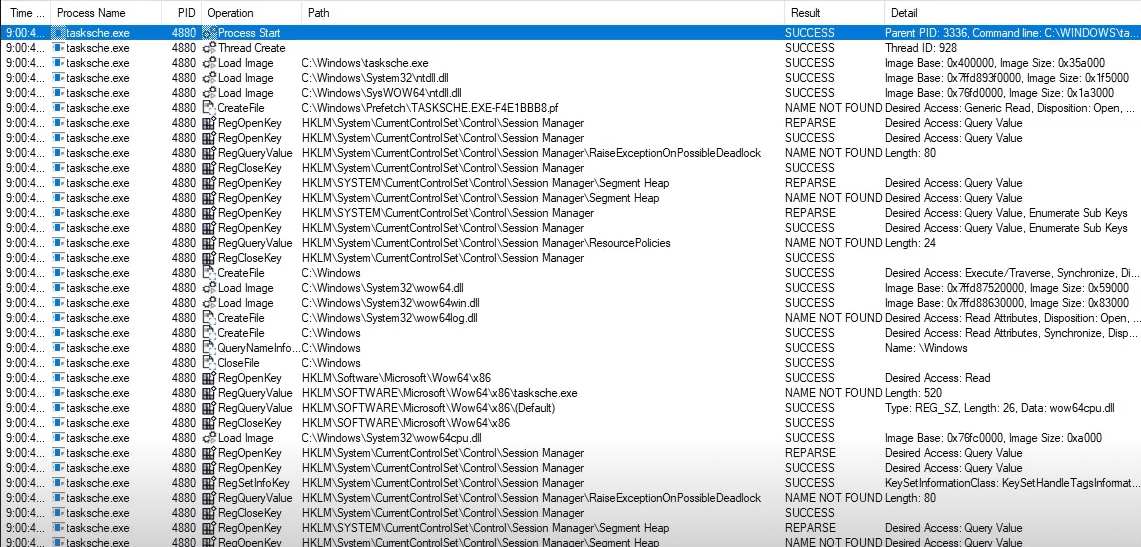 Time ... Process Name PID Operation Path Result Detail
9:00:4... tasksche.exe 4880 Process Start SUCCESS Parent PID: 3336, Command line: C:\WINDOWS\ta...
9:00:4... tasksche.exe 4880 Thread Create SUCCESS Thread ID: 928
9:00:4... tasksche.exe 4880 Load Image C:\Windows\tasksche.exe SUCCESS Image Base: 0x400000, Image Size: 0x35a000
9:00:4... tasksche.exe 4880 Load Image C:\Windows\System32\ntdll.dll SUCCESS Image Base: 0x7ffd893f0000, Image Size: 0x1f5000
9:00:4... tasksche.exe 4880 Load Image C:\Windows\SysWOW64\ntdll.dll SUCCESS Image Base: 0x76fd0000, Image Size: 0x1a3000
9:00:4... tasksche.exe 4880 CreateFile C:\Windows\Prefetch\TASKSCHE.EXE-F4E1BBB8.pf NAME NOT FOUND Desired Access: Generic Read, Disposition: Open, ...
9:00:4... tasksche.exe 4880 RegOpenKey HKLM\System\CurrentControlSet\Control\Session Manager REPARSE Desired Access: Query Value
9:00:4... tasksche.exe 4880 RegOpenKey HKLM\System\CurrentControlSet\Control\Session Manager SUCCESS Desired Access: Query Value
9:00:4... tasksche.exe 4880 RegQueryValue HKLM\System\CurrentControlSet\Control\Session Manager\RaiseExceptionOnPossibleDeadlock NAME NOT FOUND Length: 80
9:00:4... tasksche.exe 4880 RegCloseKey HKLM\System\CurrentControlSet\Control\Session Manager SUCCESS
9:00:4... tasksche.exe 4880 RegOpenKey HKLM\SYSTEM\CurrentControlSet\Control\Session Manager\Segment Heap REPARSE Desired Access: Query Value
9:00:4... tasksche.exe 4880 RegOpenKey HKLM\System\CurrentControlSet\Control\Session Manager\Segment Heap NAME NOT FOUND Desired Access: Query Value
9:00:4... tasksche.exe 4880 RegOpenKey HKLM\SYSTEM\CurrentControlSet\Control\Session Manager REPARSE Desired Access: Query Value, Enumerate Sub Keys
9:00:4... tasksche.exe 4880 RegOpenKey HKLM\System\CurrentControlSet\Control\Session Manager SUCCESS Desired Access: Query Value, Enumerate Sub Keys
9:00:4... tasksche.exe 4880 RegQueryValue HKLM\System\CurrentControlSet\Control\Session Manager\ResourcePolicies NAME NOT FOUND Length: 24
9:00:4... tasksche.exe 4880 RegCloseKey HKLM\System\CurrentControlSet\Control\Session Manager SUCCESS
9:00:4... tasksche.exe 4880 CreateFile C:\Windows SUCCESS Desired Access: Execute/Traverse, Synchronize, Di...
9:00:4... tasksche.exe 4880 Load Image C:\Windows\System32\wow64.dll SUCCESS Image Base: 0x7ffd87520000, Image Size: 0x59000
9:00:4... tasksche.exe 4880 Load Image C:\Windows\System32\wow64win.dll SUCCESS Image Base: 0x7ffd88630000, Image Size: 0x83000
9:00:4... tasksche.exe 4880 CreateFile C:\Windows\System32\wow64log.dll NAME NOT FOUND Desired Access: Read Attributes, Disposition: Open, ...
9:00:4... tasksche.exe 4880 CreateFile C:\Windows SUCCESS Desired Access: Read Attributes, Synchronize, Disp...
9:00:4... tasksche.exe 4880 QueryNameInfo... C:\Windows SUCCESS Name: \Windows
9:00:4... tasksche.exe 4880 CloseFile C:\Windows SUCCESS
9:00:4... tasksche.exe 4880 RegOpenKey HKLM\Software\Microsoft\Wow64\x86 SUCCESS Desired Access: Read
9:00:4... tasksche.exe 4880 RegQueryValue HKLM\SOFTWARE\Microsoft\Wow64\x86\tasksche.exe NAME NOT FOUND Length: 520
9:00:4... tasksche.exe 4880 RegQueryValue HKLM\SOFTWARE\Microsoft\Wow64\x86\(Default) SUCCESS Type: REG_SZ, Length: 26, Data: wow64cpu.dll
9:00:4... tasksche.exe 4880 RegCloseKey HKLM\SOFTWARE\Microsoft\Wow64\x86 SUCCESS
9:00:4... tasksche.exe 4880 Load Image C:\Windows\System32\wow64cpu.dll SUCCESS Image Base: 0x76fc0000, Image Size: 0xa000
9:00:4... tasksche.exe 4880 RegOpenKey HKLM\System\CurrentControlSet\Control\Session Manager REPARSE Desired Access: Query Value
9:00:4... tasksche.exe 4880 RegOpenKey HKLM\System\CurrentControlSet\Control\Session Manager SUCCESS Desired Access: Query Value
9:00:4... tasksche.exe 4880 RegSetInfoKey HKLM\System\CurrentControlSet\Control\Session Manager SUCCESS KeySetInformationClass: KeySetHandleTagsInformat...
9:00:4... tasksche.exe 4880 RegQueryValue HKLM\System\CurrentControlSet\Control\Session Manager\RaiseExceptionOnPossibleDeadlock NAME NOT FOUND Length: 80
9:00:4... tasksche.exe 4880 RegCloseKey HKLM\System\CurrentControlSet\Control\Session Manager SUCCESS
9:00:4... tasksche.exe 4880 RegOpenKey HKLM\SYSTEM\CurrentControlSet\Control\Session Manager\Segment Heap REPARSE Desired Access: Query Value
9:00:4... tasksche.exe 4880 RegOpenKey HKLM\System\CurrentControlSet\Control\Session Manager\Segment Heap NAME NOT FOUND Desired Access: Query Value